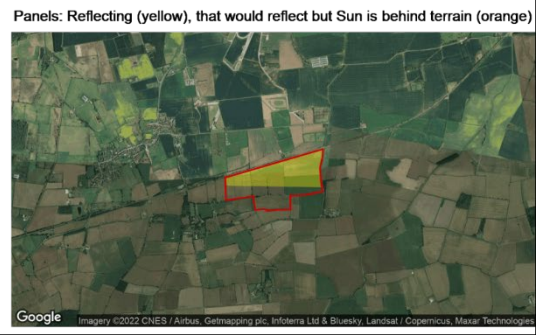 Panels: Reflecting (yellow), that would reflect but Sun is behind terrain (orange)
Google
Imagery ©2022 CNES / Airbus, Getmapping plc, Infoterra Ltd & Bluesky, Landsat / Copernicus, Maxar Technologies